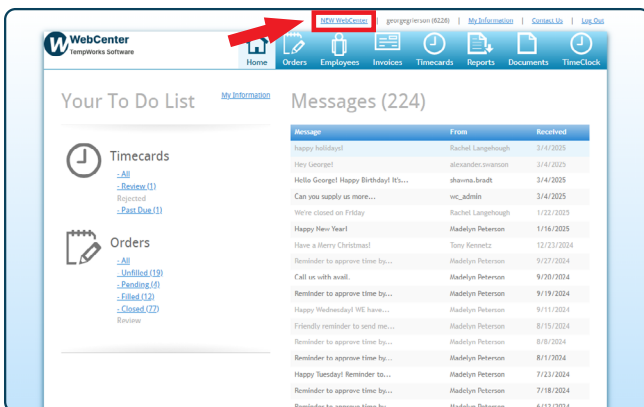 NEW WebCenter | georgegrierson (6226) | My Information | Contact Us | Log Out
WebCenter
TempWorks Software
Home Orders Employees Invoices Timecards Reports Documents TimeClock
Your To Do List
My Information
Timecards
- All
- Review (1)
Rejected
- Past Due (1)
Orders
- All
- Unfilled (19)
- Pending (4)
- Filled (12)
- Closed (77)
Review
Messages (224)
Message From Received
happy holidays! Rachel Langehough 3/4/2025
Hey George! alexander.swanson 3/4/2025
Hello George! Happy Birthday! It's... shawna.bradt 3/4/2025
Can you supply us more... wc_admin 3/4/2025
We're closed on Friday Rachel Langehough 1/22/2025
Happy New Year! Madelyn Peterson 1/16/2025
Have a Merry Christmas! Tony Kennetz 12/23/2024
Reminder to approve time by... Madelyn Peterson 9/27/2024
Call us with avail. Madelyn Peterson 9/20/2024
Reminder to approve time by... Madelyn Peterson 9/19/2024
Happy Wednesday! WE have... Madelyn Peterson 9/11/2024
Friendly reminder to send me... Madelyn Peterson 8/15/2024
Reminder to approve time by... Madelyn Peterson 8/8/2024
Reminder to approve time by... Madelyn Peterson 8/1/2024
Happy Tuesday! Reminder to... Madelyn Peterson 7/23/2024
Reminder to approve time by... Madelyn Peterson 7/18/2024
Reminder to approve time by... Madelyn Peterson 6/12/2024